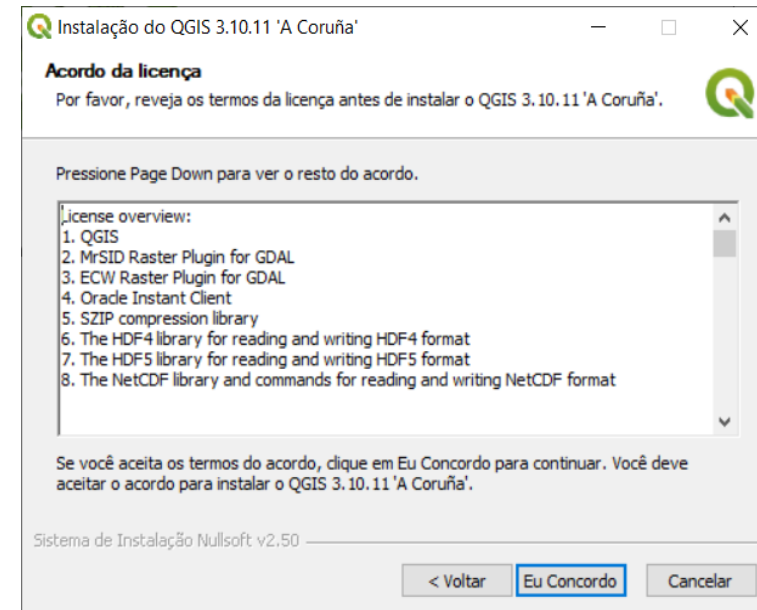 Instalação do QGIS 3.10.11 'A Coruña'
Acordo da licença
Por favor, reveja os termos da licença antes de instalar o QGIS 3.10.11 'A Coruña'.
Pressione Page Down para ver o resto do acordo.
License overview:
1. QGIS
2. MrSID Raster Plugin for GDAL
3. ECW Raster Plugin for GDAL
4. Oracle Instant Client
5. SZIP compression library
6. The HDF4 library for reading and writing HDF4 format
7. The HDF5 library for reading and writing HDF5 format
8. The NetCDF library and commands for reading and writing NetCDF format
Se você aceita os termos do acordo, clique em Eu Concordo para continuar. Você deve
aceitar o acordo para instalar o QGIS 3.10.11 'A Coruña'.
Sistema de Instalação Nullsoft v2.50
< Voltar Eu Concordo Cancelar